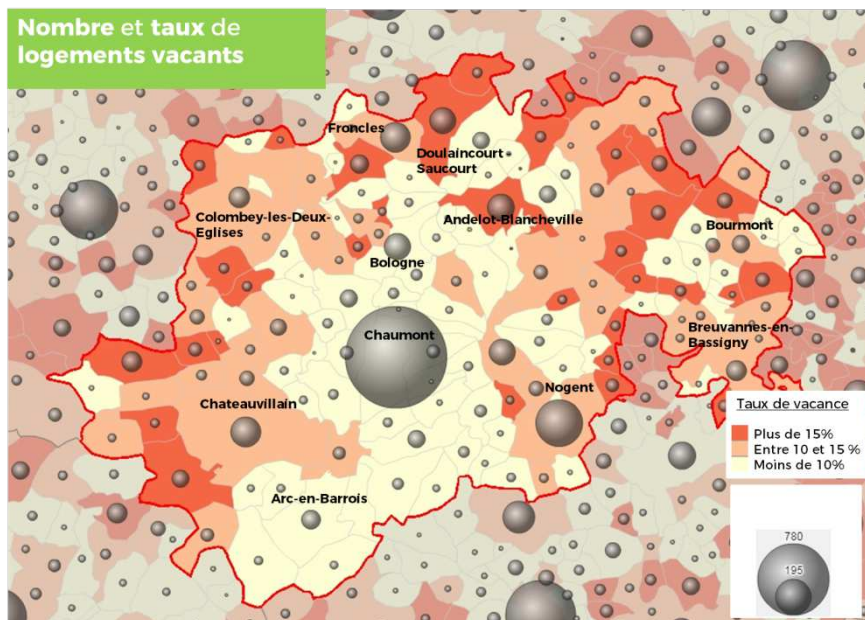 Nombre et taux de
logements vacants
Froncles
Doulaincourt
Saucourt
Colombey-les-Deux-
Eglises
Andelot-Blancheville
Bourmont
Bologne
Chaumont
Breuvannes-en-
Bassigny
Chateauvillain
Nogent
Arc-en-Barrois
Taux de vacance
Plus de 15%
Entre 10 et 15 %
Moins de 10%
780
195